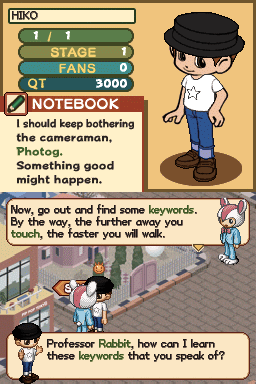 HIKO
1 / 1
STAGE 1
FANS 0
QT 3000
NOTEBOOK
I should keep bothering
the cameraman,
Photog.
Something good
might happen.
Now, go out and find some keywords.
By the way, the further away you
touch, the faster you will walk.
Professor Rabbit, how can I learn
these keywords that you speak of?